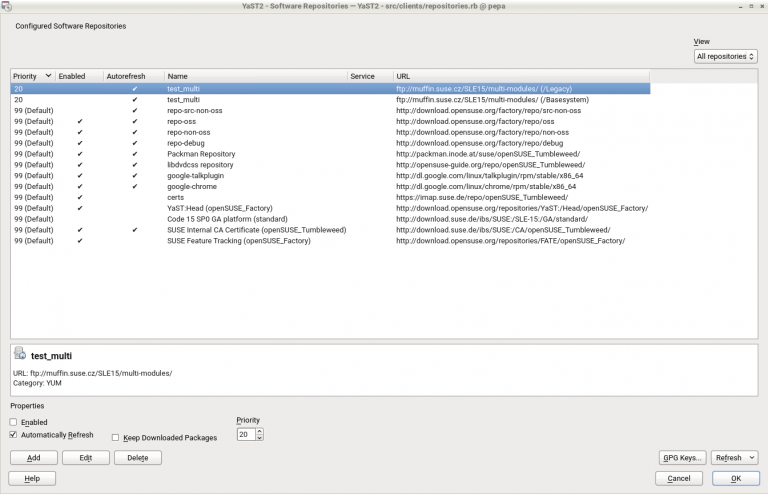 YaST2 - Software Repositories — YaST2 - src/clients/repositories.rb @ pepa
Configured Software Repositories
View
All repositories
Priority Enabled Autorefresh Name Service URL
20 ✔ test_multi ftp://muffin.suse.cz/SLE15/multi-modules/ (/Legacy)
20 ✔ test_multi ftp://muffin.suse.cz/SLE15/multi-modules/ (/Basesystem)
99 (Default) ✔ repo-src-non-oss http://download.opensuse.org/factory/repo/src-non-oss
99 (Default) ✔ ✔ repo-oss http://download.opensuse.org/factory/repo/oss
99 (Default) ✔ ✔ repo-non-oss http://download.opensuse.org/factory/repo/non-oss
99 (Default) ✔ ✔ repo-debug http://download.opensuse.org/factory/repo/debug
99 (Default) ✔ ✔ Packman Repository http://packman.inode.at/suse/openSUSE_Tumbleweed/
99 (Default) ✔ ✔ libdvdcss repository http://opensuse-guide.org/repo/openSUSE_Tumbleweed/
99 (Default) ✔ ✔ google-talkplugin http://dl.google.com/linux/talkplugin/rpm/stable/x86_64
99 (Default) ✔ ✔ google-chrome http://dl.google.com/linux/chrome/rpm/stable/x86_64
99 (Default) ✔ certs https://imap.suse.de/repo/openSUSE_Tumbleweed/
99 (Default) ✔ YaST:Head (openSUSE_Factory) http://download.opensuse.org/repositories/YaST:/Head/openSUSE_Factory/
99 (Default) Code 15 SP0 GA platform (standard) http://download.suse.de/ibs/SUSE:/SLE-15:/GA/standard/
99 (Default) ✔ ✔ SUSE Internal CA Certificate (openSUSE_Tumbleweed) http://download.suse.de/ibs/SUSE:/CA/openSUSE_Tumbleweed/
99 (Default) ✔ SUSE Feature Tracking (openSUSE_Factory) http://download.opensuse.org/repositories/FATE/openSUSE_Factory/
test_multi
URL: ftp://muffin.suse.cz/SLE15/multi-modules/
Category: YUM
Properties
Enabled
Automatically Refresh
Keep Downloaded Packages
Priority
20
Add Edit Delete GPG Keys... Refresh
Help Cancel OK